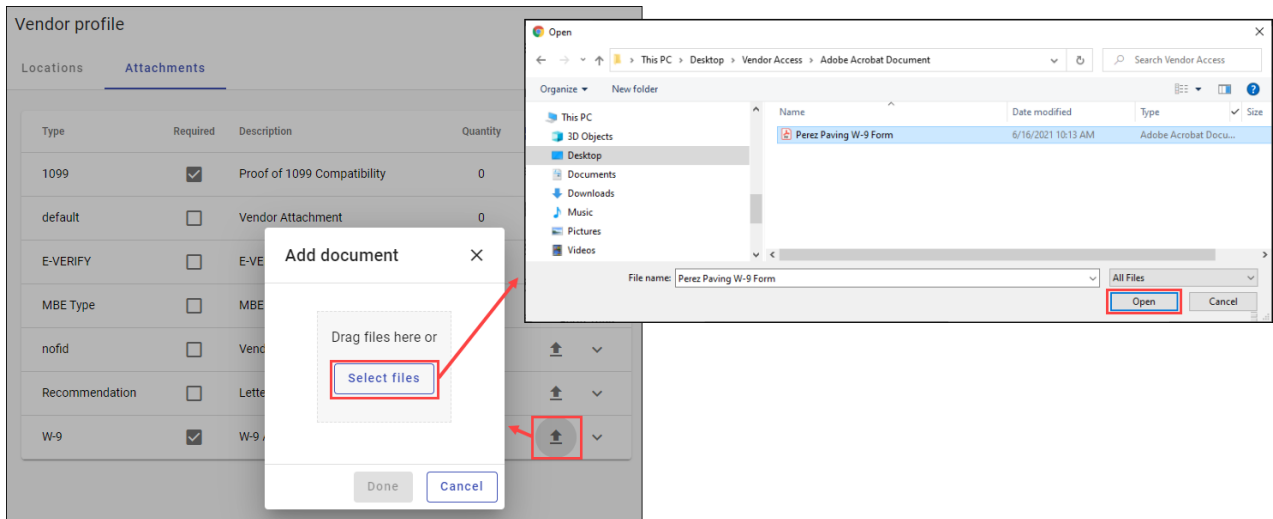 Vendor profile
Locations Attachments
Type Required Description Quantity
1099 Proof of 1099 Compatibility 0
default Vendor Attachment 0
E-VERIFY E-VE
MBE Type MBE
nofid Vend
Recommendation Lette
W-9 W-9
Add document
Drag files here or
Select files
Done Cancel
Open
This PC > Desktop > Vendor Access > Adobe Acrobat Document Search Vendor Access
Organize New folder
Name Date modified Type Size
This PC
3D Objects
Desktop
Documents
Downloads
Music
Pictures
Videos
Perez Paving W-9 Form 6/16/2021 10:13 AM Adobe Acrobat Docu...
File name: Perez Paving W-9 Form All Files
Open Cancel